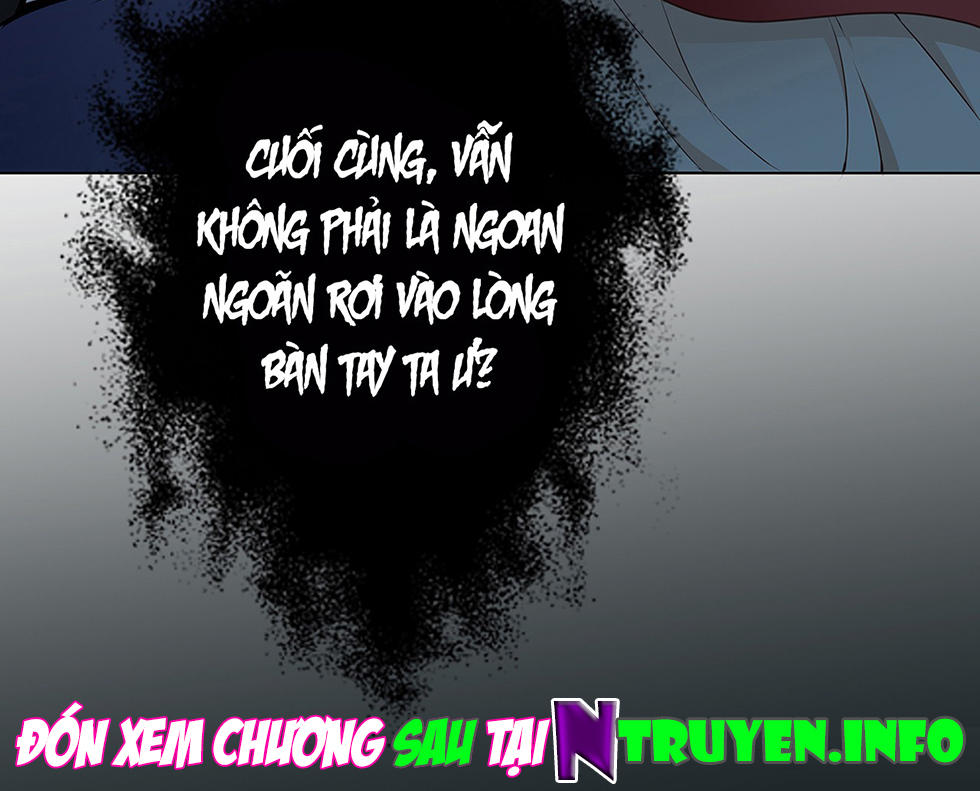 CUỐI CÙNG, VẪN
KHÔNG PHẢI LÀ NGOAN
NGOÃN RƠI VÀO LÒNG
BÀN TAY TA Ư?
ĐÓN XEM CHƯƠNG SAU TẠI NTRUYEN.INFO